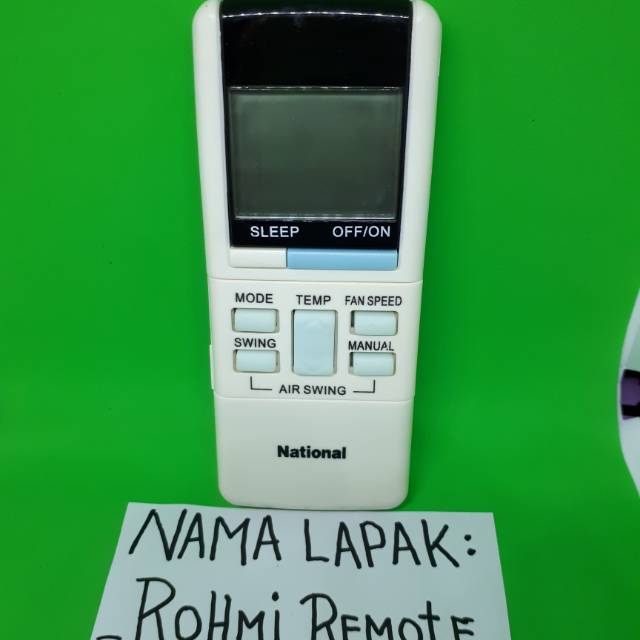 SLEEP OFF/ON
MODE TEMP FAN SPEED
SWING MANUAL
AIR SWING
National
NAMA LAPAK:
- ROHMi REMOTE